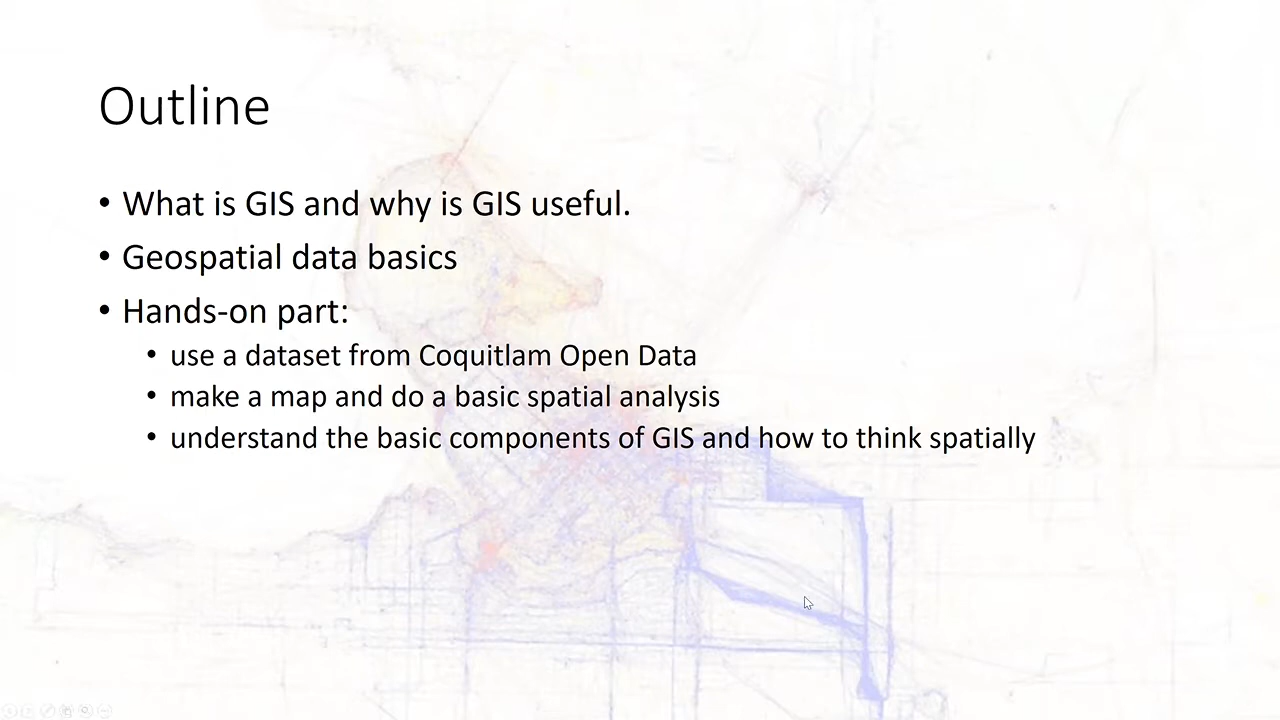 Outline
• What is GIS and why is GIS useful.
• Geospatial data basics
• Hands-on part:
• use a dataset from Coquitlam Open Data
• make a map and do a basic spatial analysis
• understand the basic components of GIS and how to think spatially